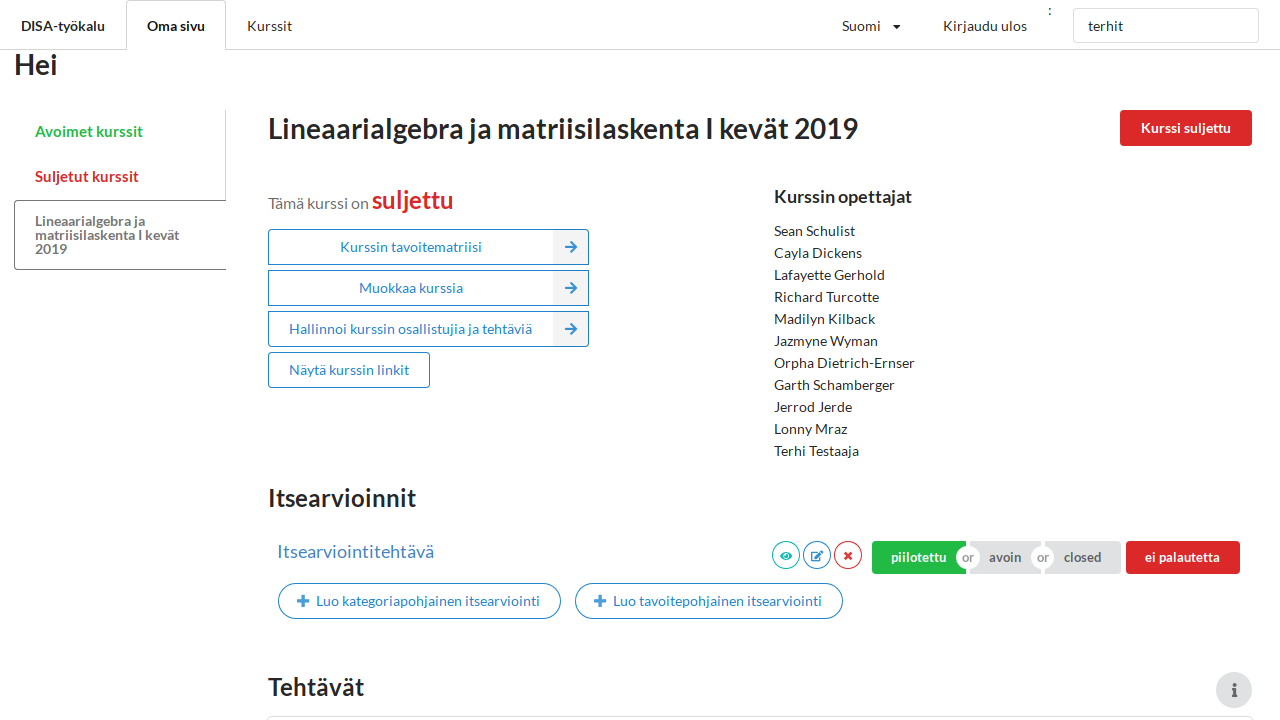 DISA-työkalu
Oma sivu
Kurssit
Suomi
Kirjaudu ulos
:
terhit
Hei
Avoimet kurssit
Suljetut kurssit
Lineaarialgebra ja
matriisilaskenta I kevät
2019
Lineaarialgebra ja matriisilaskenta I kevät 2019
Kurssi suljettu
Tämä kurssi on suljettu
Kurssin tavoitematriisi
Muokkaa kurssia
Hallinnoi kurssin osallistujia ja tehtäviä
Näytä kurssin linkit
Kurssin opettajat
Sean Schulist
Cayla Dickens
Lafayette Gerhold
Richard Turcotte
Madilyn Kilback
Jazmyne Wyman
Orpha Dietrich-Ernser
Garth Schamberger
Jerrod Jerde
Lonny Mraz
Terhi Testaaja
Itsearvioinnit
Itsearviointitehtävä
piilotettu
or
avoin
or
closed
ei palautetta
Luo kategoriapohjainen itsearviointi
Luo tavoitepohjainen itsearviointi
Tehtävät